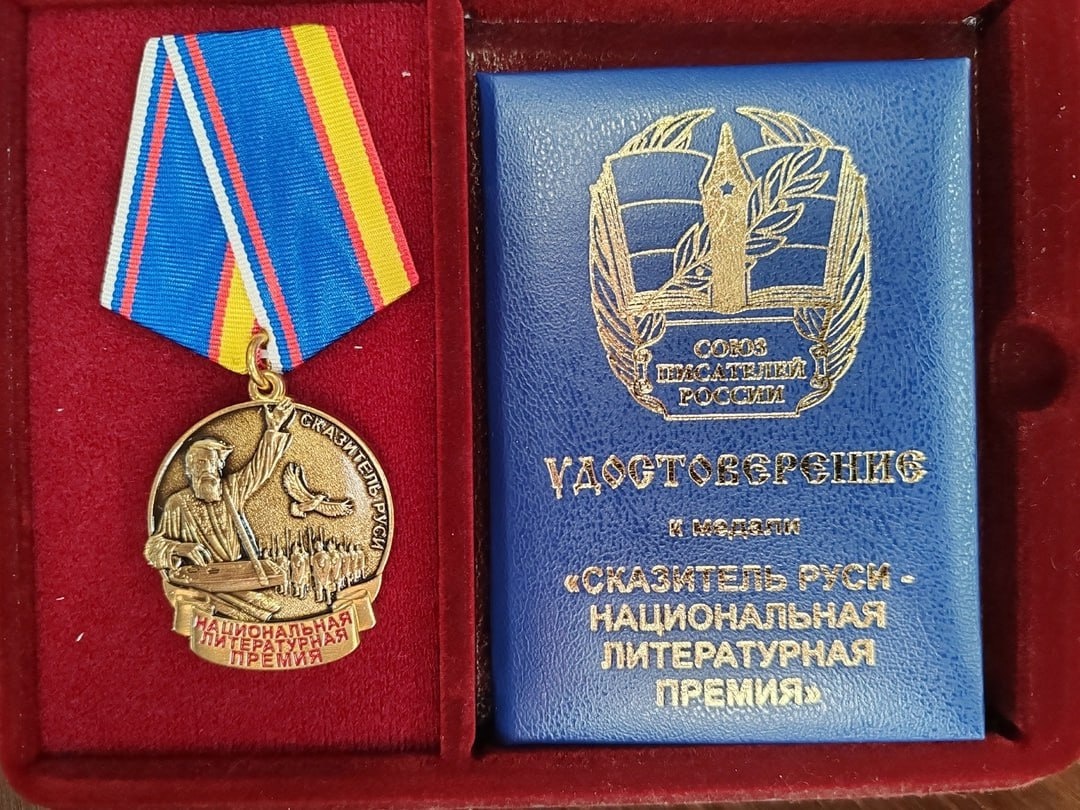 СКАЗИТЕЛЬ РУСИ
НАЦИОНАЛЬНАЯ
ЛИТЕРАТУРНАЯ
ПРЕМИЯ
СОЮЗ
ПИСАТЕЛЕЙ
РОССИИ
УДОСТОВЕРЕНИЕ
к медали
«СКАЗИТЕЛЬ РУСИ -
НАЦИОНАЛЬНАЯ
ЛИТЕРАТУРНАЯ
ПРЕМИЯ»